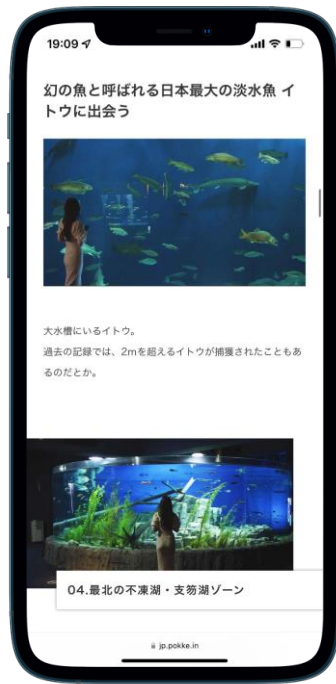 19:09
幻の魚と呼ばれる日本最大の淡水魚 イ
トウに出会う
大水槽にいるイトウ。
過去の記録では、2mを超えるイトウが捕獲されたこともあ
るのだとか。
04.最北の不凍湖・支笏湖ゾーン
jp.pokke.in